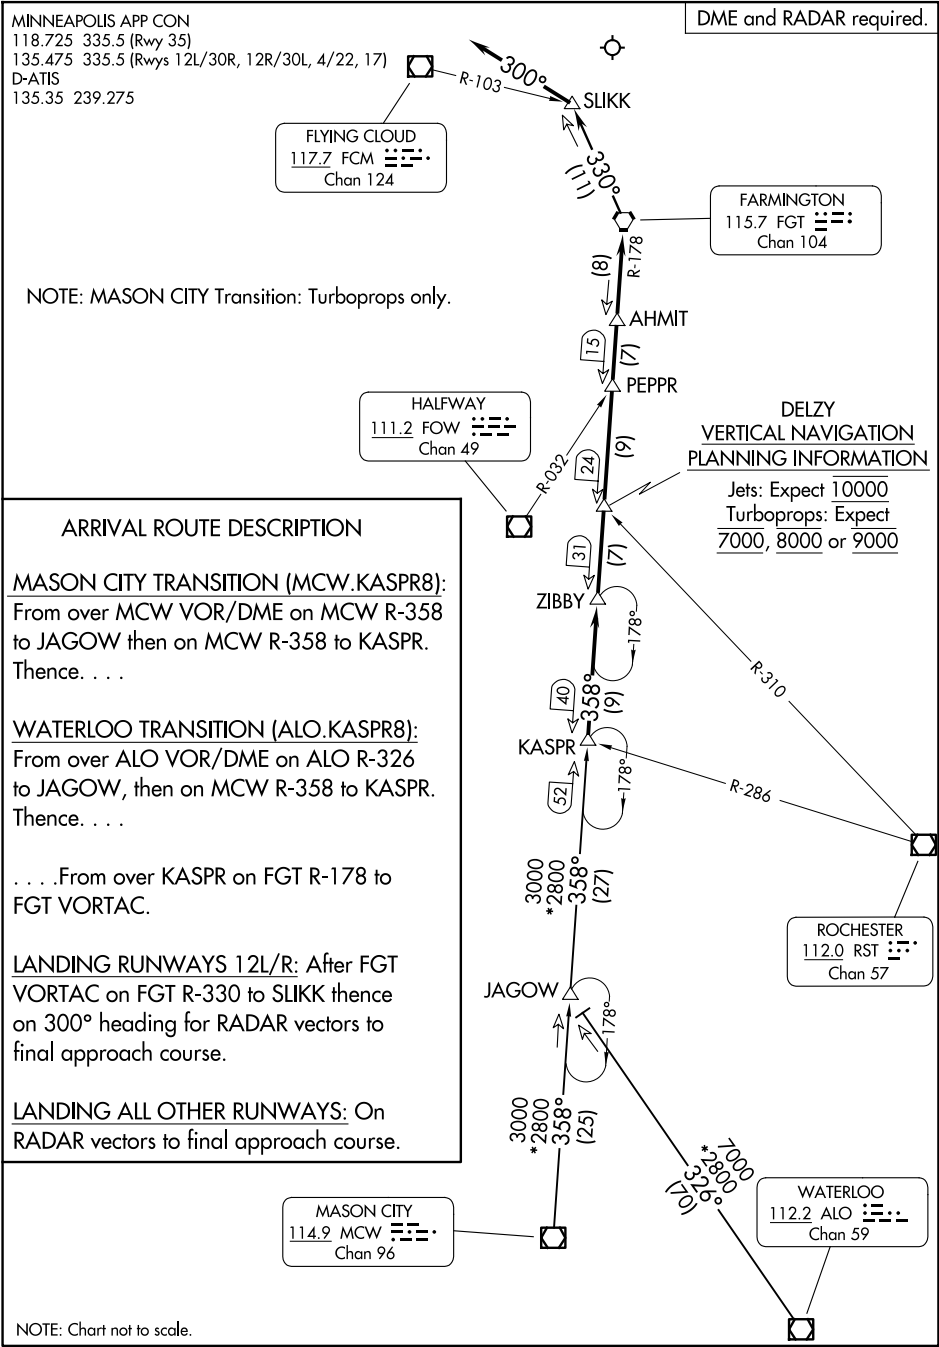 MINNEAPOLIS APP CON
118.725 335.5 (Rwy 35)
135.475 335.5 (Rwys 12L/30R, 12R/30L, 4/22, 17)
D-ATIS
135.35 239.275
DME and RADAR required.
300°
R-103
SLIKK
FLYING CLOUD
117.7 FCM
Chan 124
330°
(11)
FARMINGTON
115.7 FGT
Chan 104
R-178
(8)
NOTE: MASON CITY Transition: Turboprops only.
AHMIT
15
(7)
PEPPR
HALFWAY
111.2 FOW
Chan 49
R-032
(9)
24
DELZY
VERTICAL NAVIGATION
PLANNING INFORMATION
Jets: Expect 10000
Turboprops: Expect
7000, 8000 or 9000
ARRIVAL ROUTE DESCRIPTION
MASON CITY TRANSITION (MCW.KASPR8):
From over MCW VOR/DME on MCW R-358
to JAGOW then on MCW R-358 to KASPR.
Thence. . . .
WATERLOO TRANSITION (ALO.KASPR8):
From over ALO VOR/DME on ALO R-326
to JAGOW, then on MCW R-358 to KASPR.
Thence. . . .
. . . .From over KASPR on FGT R-178 to
FGT VORTAC.
LANDING RUNWAYS 12L/R: After FGT
VORTAC on FGT R-330 to SLIKK thence
on 300° heading for RADAR vectors to
final approach course.
LANDING ALL OTHER RUNWAYS: On
RADAR vectors to final approach course.
31
(7)
ZIBBY
178°
R-310
40
358°
(9)
KASPR
178°
R-286
52
3000
*2800
358°
(27)
ROCHESTER
112.0 RST
Chan 57
JAGOW
178°
3000
*2800
358°
(25)
7000
*2800
326°
(70)
MASON CITY
114.9 MCW
Chan 96
WATERLOO
112.2 ALO
Chan 59
NOTE: Chart not to scale.